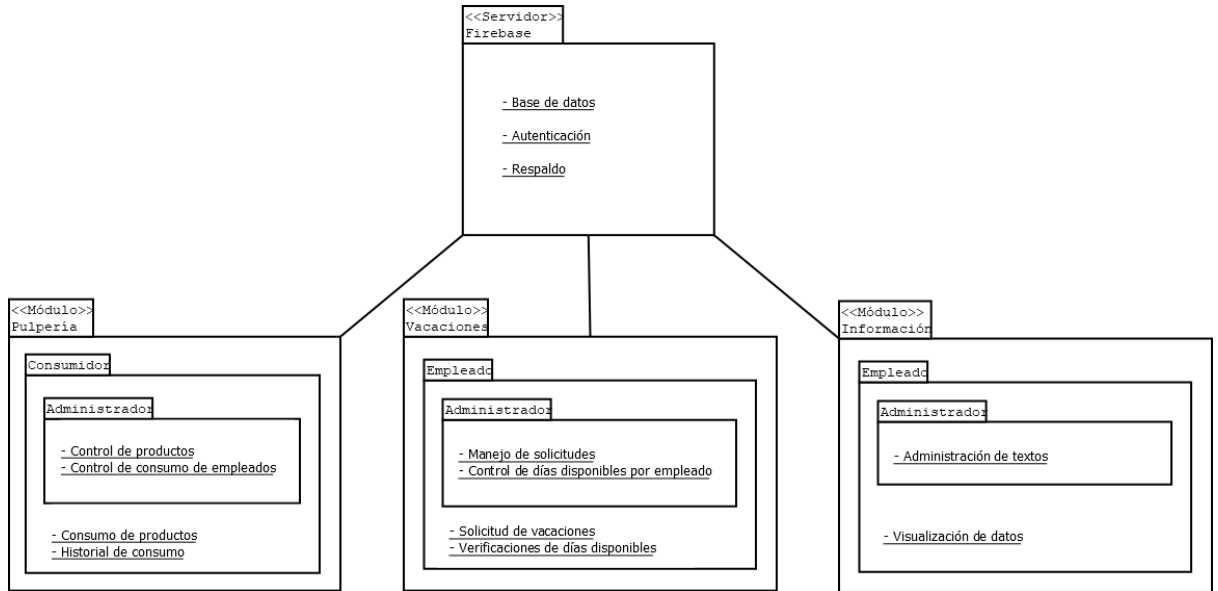 <<Servidor>>
Firebase
- Base de datos
- Autenticación
- Respaldo
<<Módulo>>
Pulpería
Consumidor
Administrador
- Control de productos
- Control de consumo de empleados
- Consumo de productos
- Historial de consumo
<<Módulo>>
Vacaciones
Empleado
Administrador
- Manejo de solicitudes
- Control de días disponibles por empleado
- Solicitud de vacaciones
- Verificaciones de días disponibles
<<Módulo>>
Información
Empleado
Administrador
- Administración de textos
- Visualización de datos